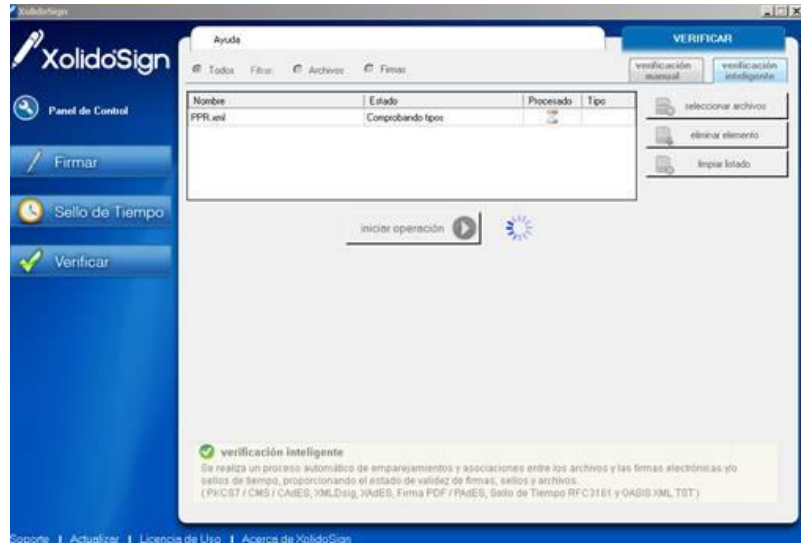 XolidoSign
XolidoSign
Panel de Control
Firmar
Sello de Tiempo
Verificar
Ayuda
VERIFICAR
Todos Filtrar: Archivos Firmas
verificación manual
verificación inteligente
Nombre Estado Procesado Tipo
PPR.xml Comprobando tipos
seleccionar archivos
eliminar elemento
limpiar listado
iniciar operación
verificación inteligente
Se realiza un proceso automático de emparejamientos y asociaciones entre los archivos y las firmas electrónicas y/o
sellos de tiempo, proporcionando el estado de validez de firmas, sellos y archivos.
(PKCS7 / CMS / CAdES, XMLDsig, XAdES, Firma PDF / PAdES, Sello de Tiempo RFC3161 y OASIS XML TST)
Soporte | Actualizar | Licencia de Uso | Acerca de XolidoSign